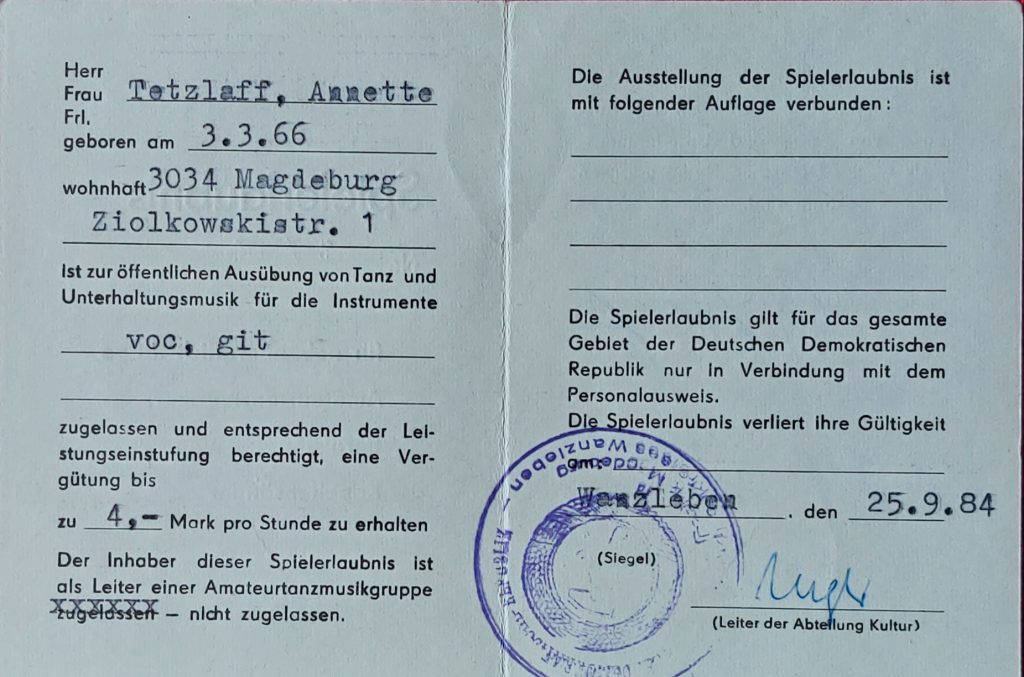 Herr
Frau Tetzlaff, Annette
Frl.
geboren am 3.3.66
wohnhaft 3034 Magdeburg
Ziolkowskistr. 1
ist zur öffentlichen Ausübung von Tanz und
Unterhaltungsmusik für die Instrumente
voc, git
zugelassen und entsprechend der Lei-
stungseinstufung berechtigt, eine Ver-
gütung bis
zu 4,- Mark pro Stunde zu erhalten
Der Inhaber dieser Spielerlaubnis ist
als Leiter einer Amateurtanzmusikgruppe
zugelassen – nicht zugelassen.
Die Ausstellung der Spielerlaubnis ist
mit folgender Auflage verbunden:
Die Spielerlaubnis gilt für das gesamte
Gebiet der Deutschen Demokratischen
Republik nur in Verbindung mit dem
Personalausweis.
Die Spielerlaubnis verliert ihre Gültigkeit
am:
Wanzleben, den 25.9.84
(Siegel)
(Leiter der Abteilung Kultur)
Wanzleben
Magdeburg